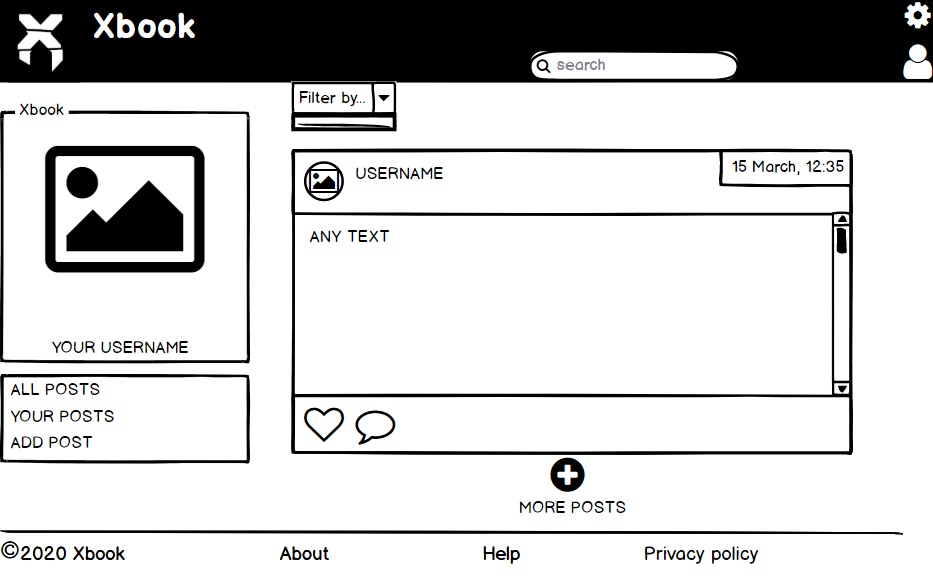 Xbook
search
Filter by...
Xbook
YOUR USERNAME
ALL POSTS
YOUR POSTS
ADD POST
USERNAME
15 March, 12:35
ANY TEXT
MORE POSTS
©2020 Xbook
About
Help
Privacy policy